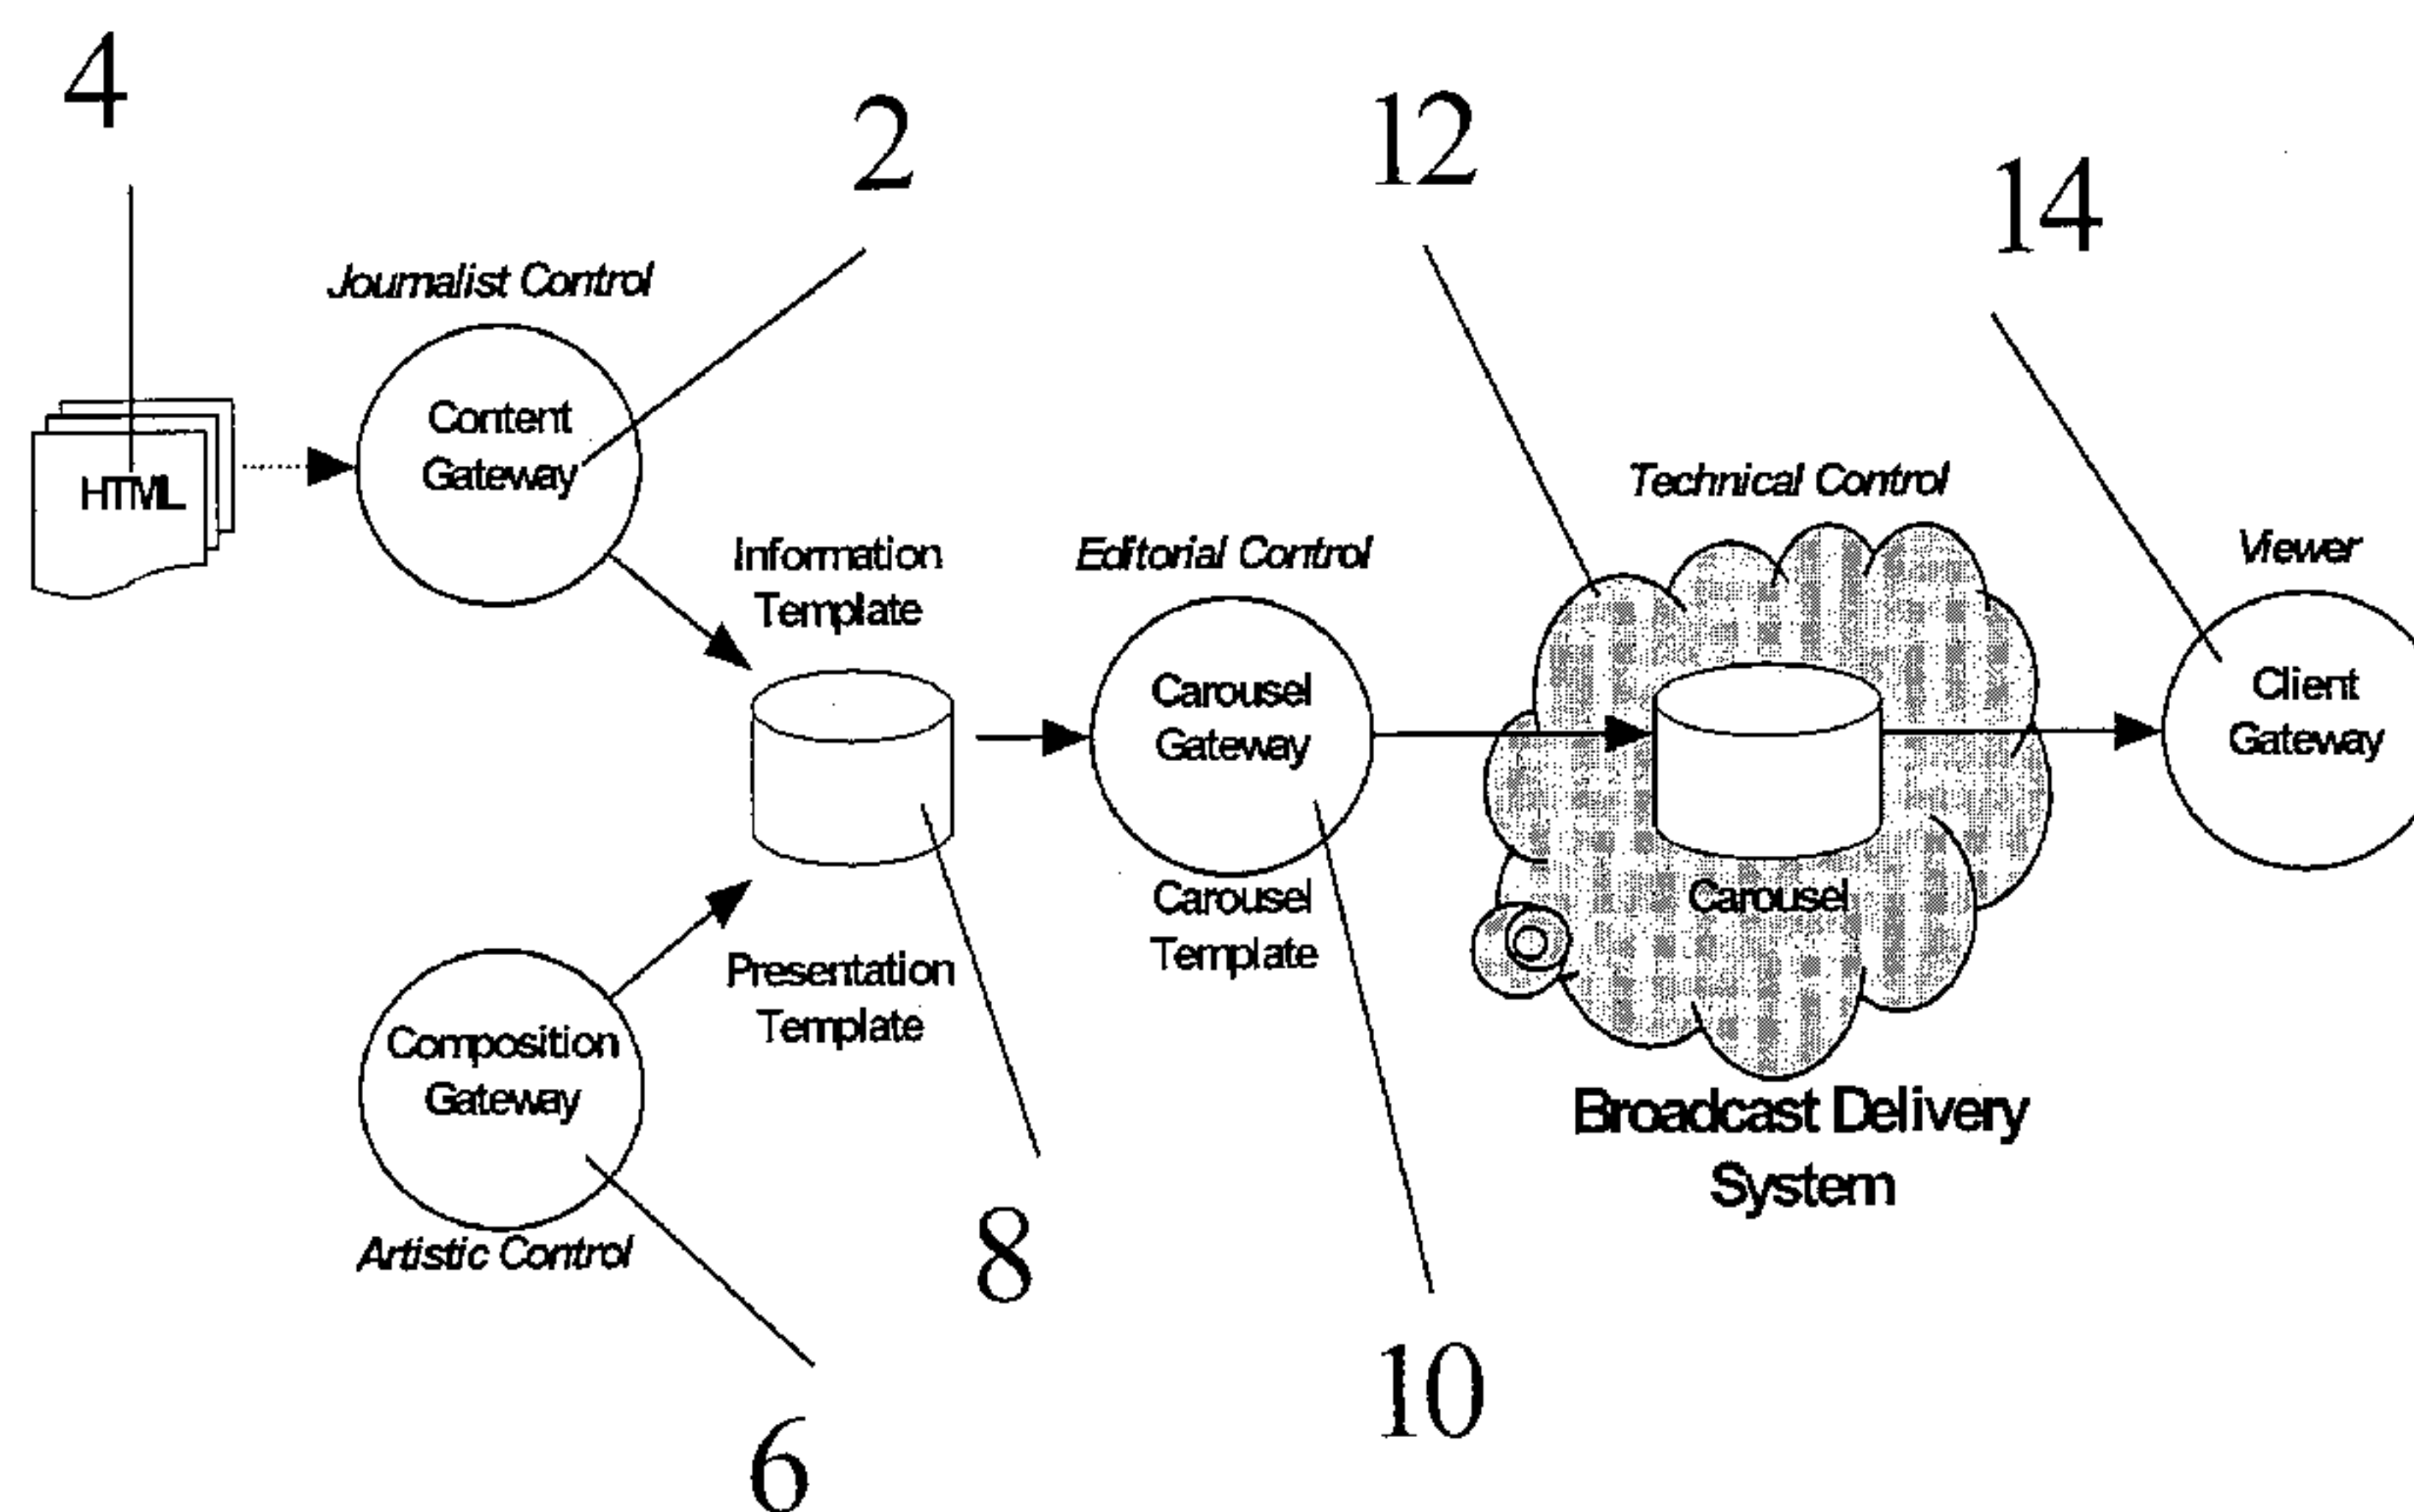 4
2
12
14
Journalist Control
Content
Gateway
HTML
Information
Template
Editorial Control
Technical Control
Viewer
Carousel
Gateway
Client
Gateway
Carousel
Template
Carousel
Presentation
Template
Composition
Gateway
Artistic Control
Broadcast Delivery
System
8
10
6